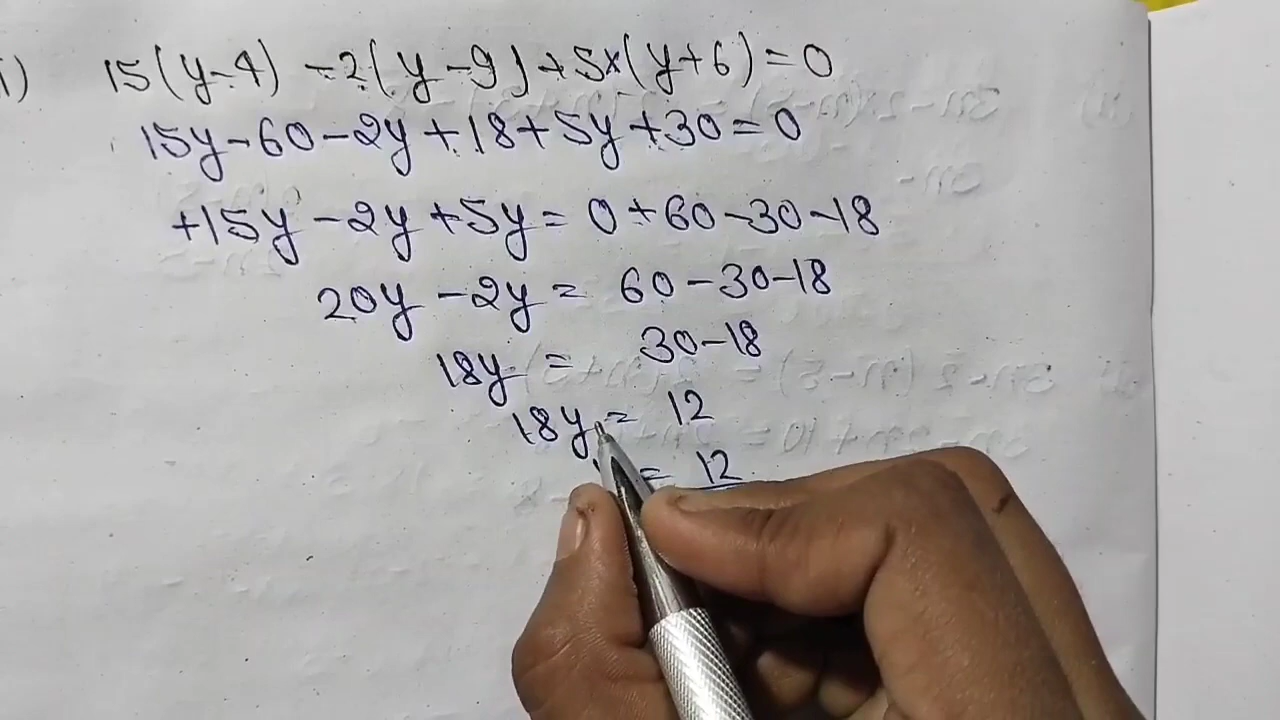 i) 15(y-4) -2(y-9)+5×(y+6)=0
15y-60-2y+18+5y+30=0
+15y-2y+5y=0+60-30-18
20y-2y=60-30-18
18y=30-18
18y=12
=12